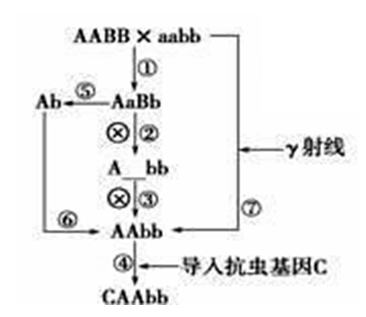 AABB × aabb
①
Ab ⑤ AaBb
⊗ ②
γ射线
A__bb
⊗ ③
⑥ AAbb ⑦
④ 导入抗虫基因C
CAAbb